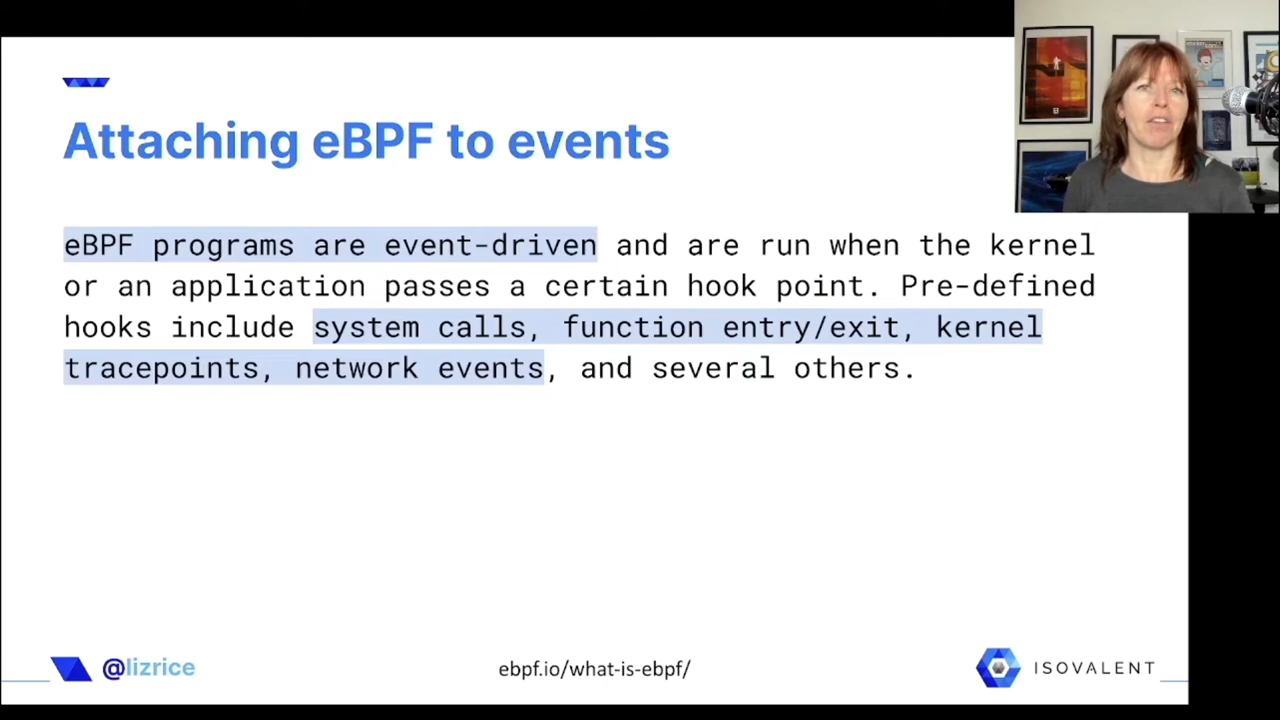 Attaching eBPF to events
eBPF programs are event-driven and are run when the kernel
or an application passes a certain hook point. Pre-defined
hooks include system calls, function entry/exit, kernel
tracepoints, network events, and several others.
@lizrice
ebpf.io/what-is-ebpf/
ISOVALENT